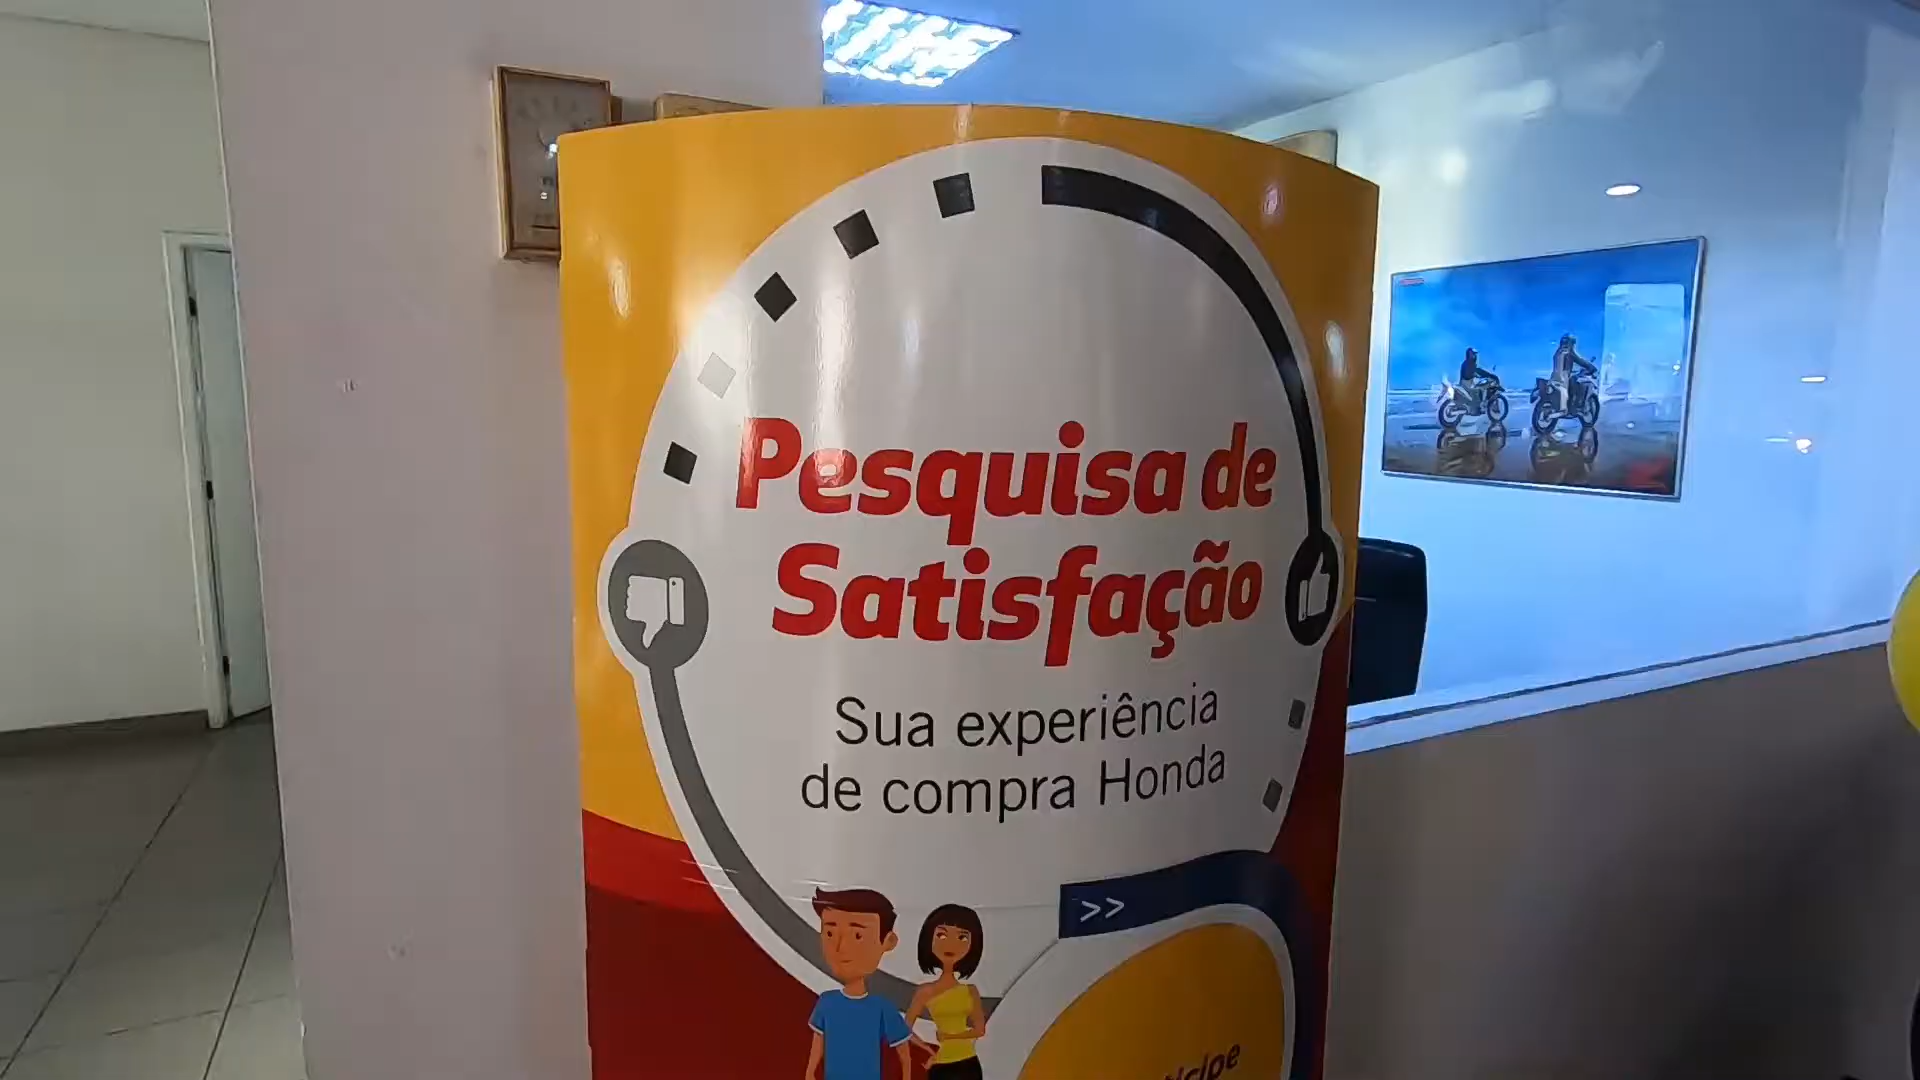 Pesquisa de
Satisfação
Sua experiência
de compra Honda
>>